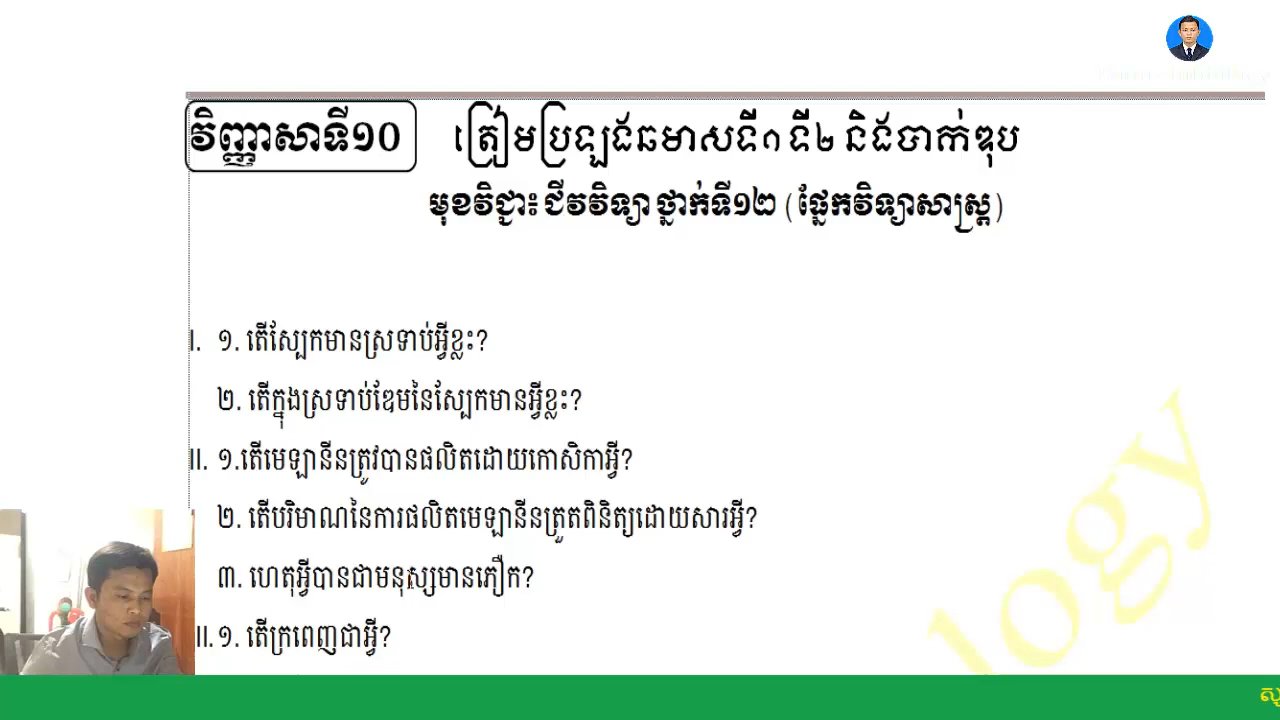 វិញ្ញាសាទី១០
ត្រៀមប្រឡងឆមាសទី១ ទី២ និងបាក់ឌុប
មុខវិជ្ជា៖ ជីវវិទ្យា ថ្នាក់ទី១២ (ផ្នែកវិទ្យាសាស្ត្រ)
I. ១. តើស្បែកមានស្រទាប់អ្វីខ្លះ?
២. តើក្នុងស្រទាប់ឌែមនៃស្បែកមានអ្វីខ្លះ?
II. ១.តើមេឡានីនត្រូវបានផលិតដោយកោសិកាអ្វី?
២. តើបរិមាណនៃការផលិតមេឡានីនត្រួតពិនិត្យដោយសារអ្វី?
៣. ហេតុអ្វីបានជាមនុស្សមានភឿក?
II. ១. តើក្រពេញជាអ្វី?
logy